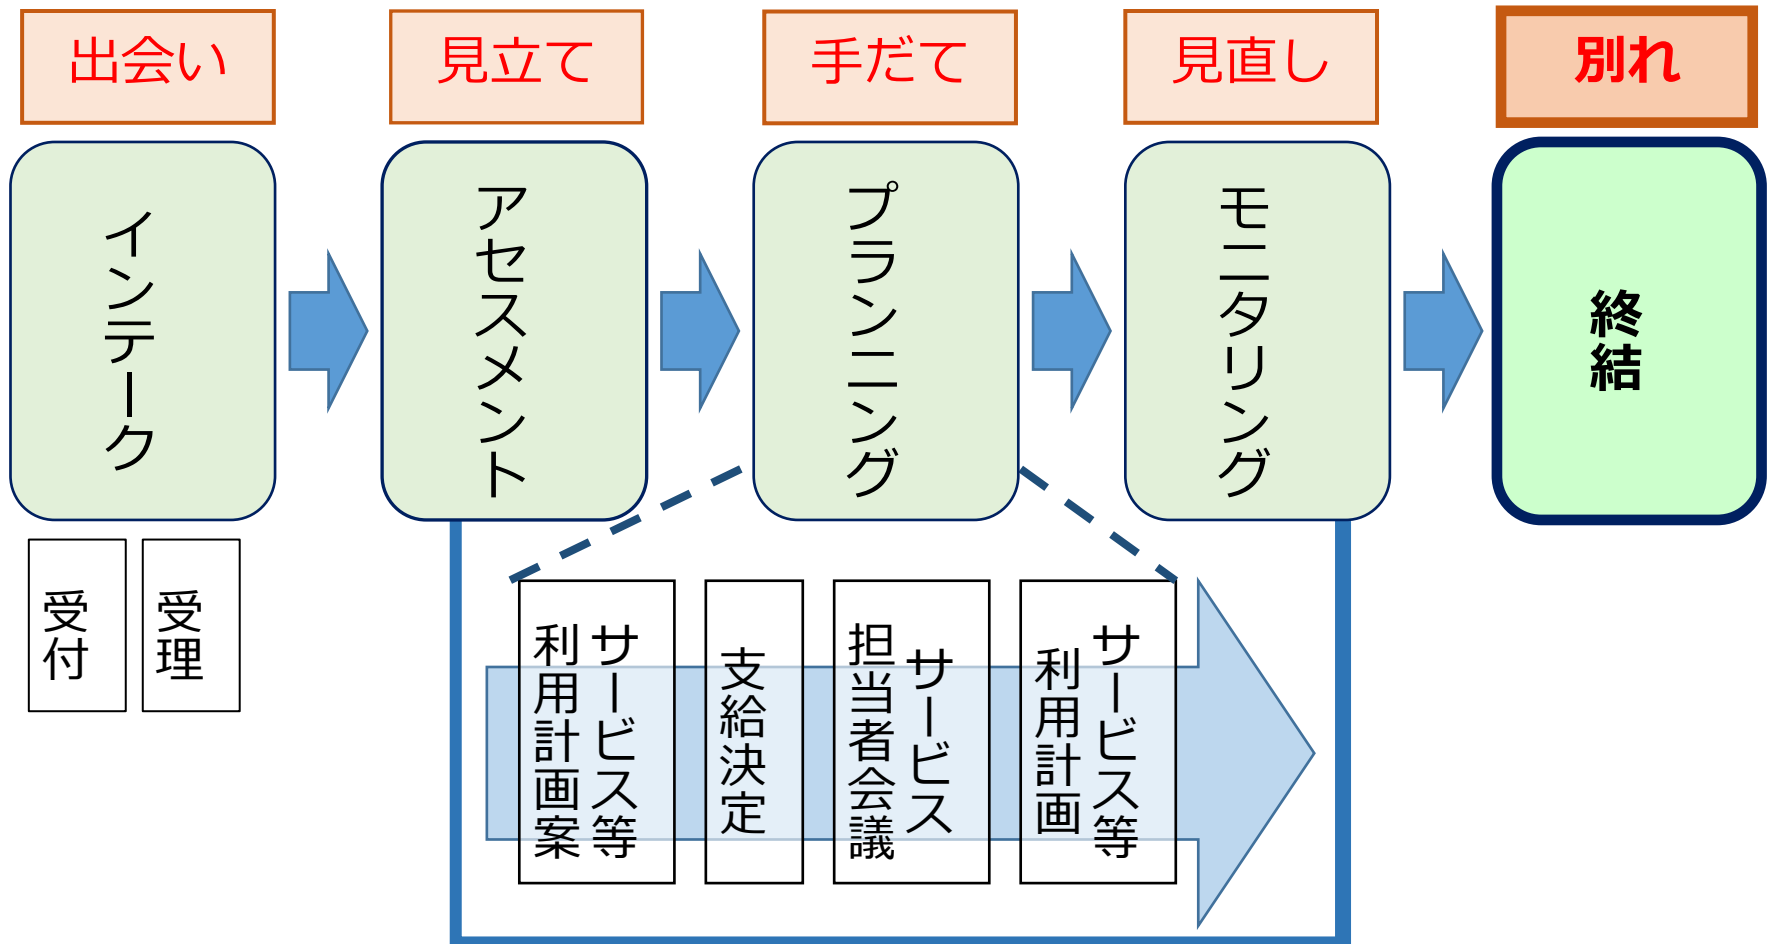 出会い
見立て
手だて
見直し
別れ
インテーク
アセスメント
プランニング
モニタリング
終結
受付
受理
サービス等
利用計画案
支給決定
サービス
担当者会議
サービス等
利用計画